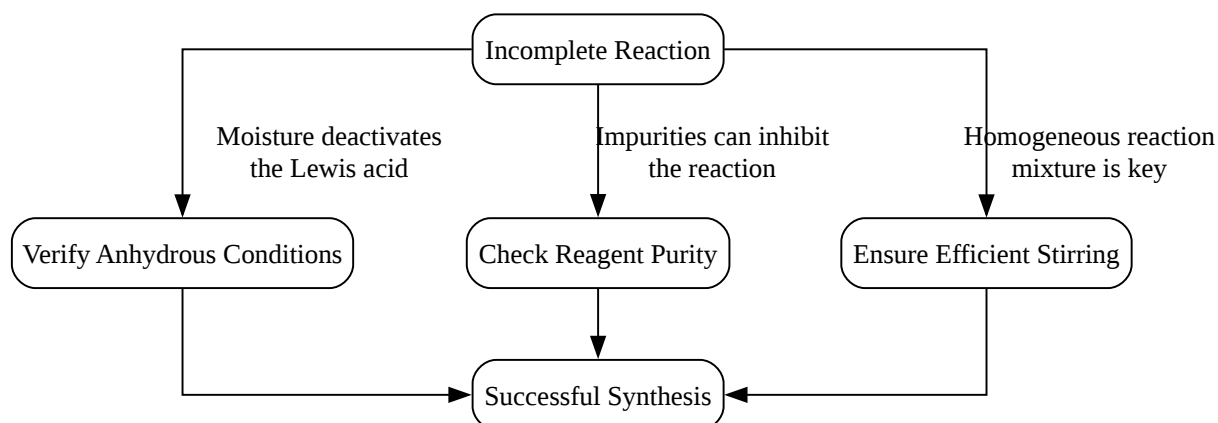 Incomplete Reaction
Moisture deactivates
the Lewis acid
Impurities can inhibit
the reaction
Homogeneous reaction
mixture is key
Verify Anhydrous Conditions
Check Reagent Purity
Ensure Efficient Stirring
Successful Synthesis